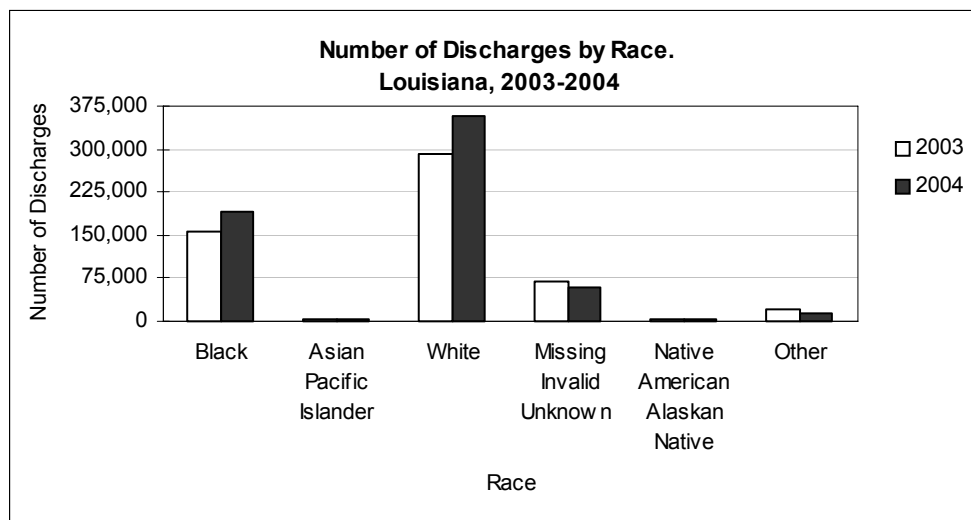 Number of Discharges by Race.
Louisiana, 2003-2004
Number of Discharges
375,000
300,000
225,000
150,000
75,000
0
2003
2004
Black
Asian
Pacific
Islander
White
Missing
Invalid
Unknown
Native
American
Alaskan
Native
Other
Race